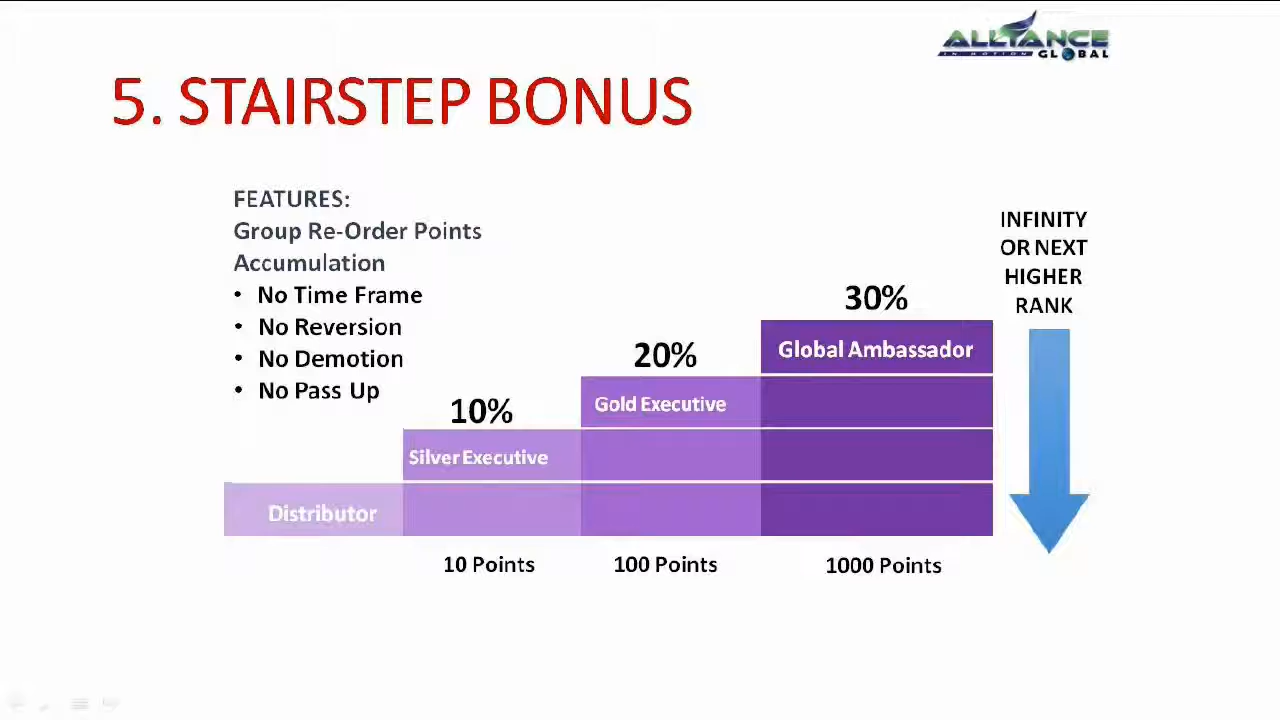 ALLIANCE
IN MOTION GLOBAL
5. STAIRSTEP BONUS
FEATURES:
Group Re-Order Points
Accumulation
• No Time Frame
• No Reversion
• No Demotion
• No Pass Up
INFINITY
OR NEXT
HIGHER
RANK
30%
Global Ambassador
20%
Gold Executive
10%
Silver Executive
Distributor
10 Points
100 Points
1000 Points